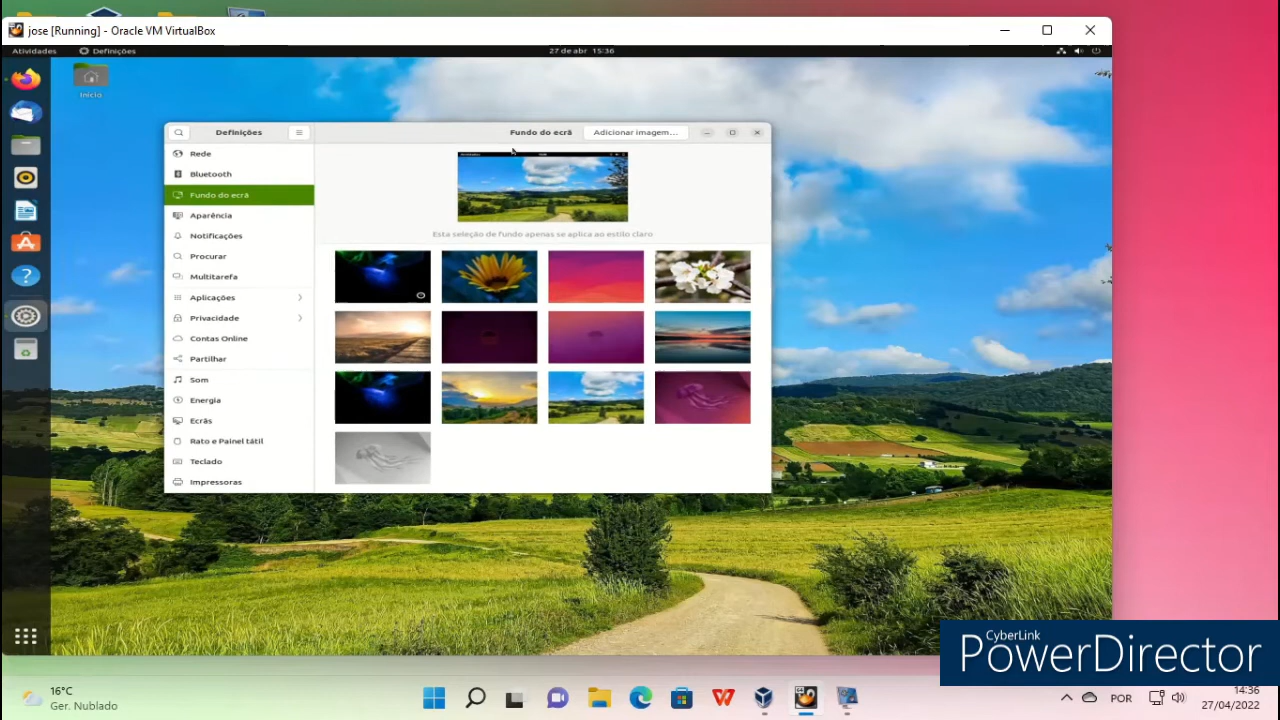 jose [Running] - Oracle VM VirtualBox
Atividades
Definições
27 de abr 15:36
Início
Definições
Fundo do ecrã
Adicionar imagem...
Rede
Bluetooth
Fundo do ecrã
Aparência
Notificações
Procurar
Multitarefa
Aplicações
Privacidade
Contas Online
Partilhar
Som
Energia
Ecrãs
Rato e Painel tátil
Teclado
Impressoras
Esta seleção de fundo apenas se aplica ao estilo claro
CyberLink
PowerDirector
16°C
Ger. Nublado
POR
14:36
27/04/2022